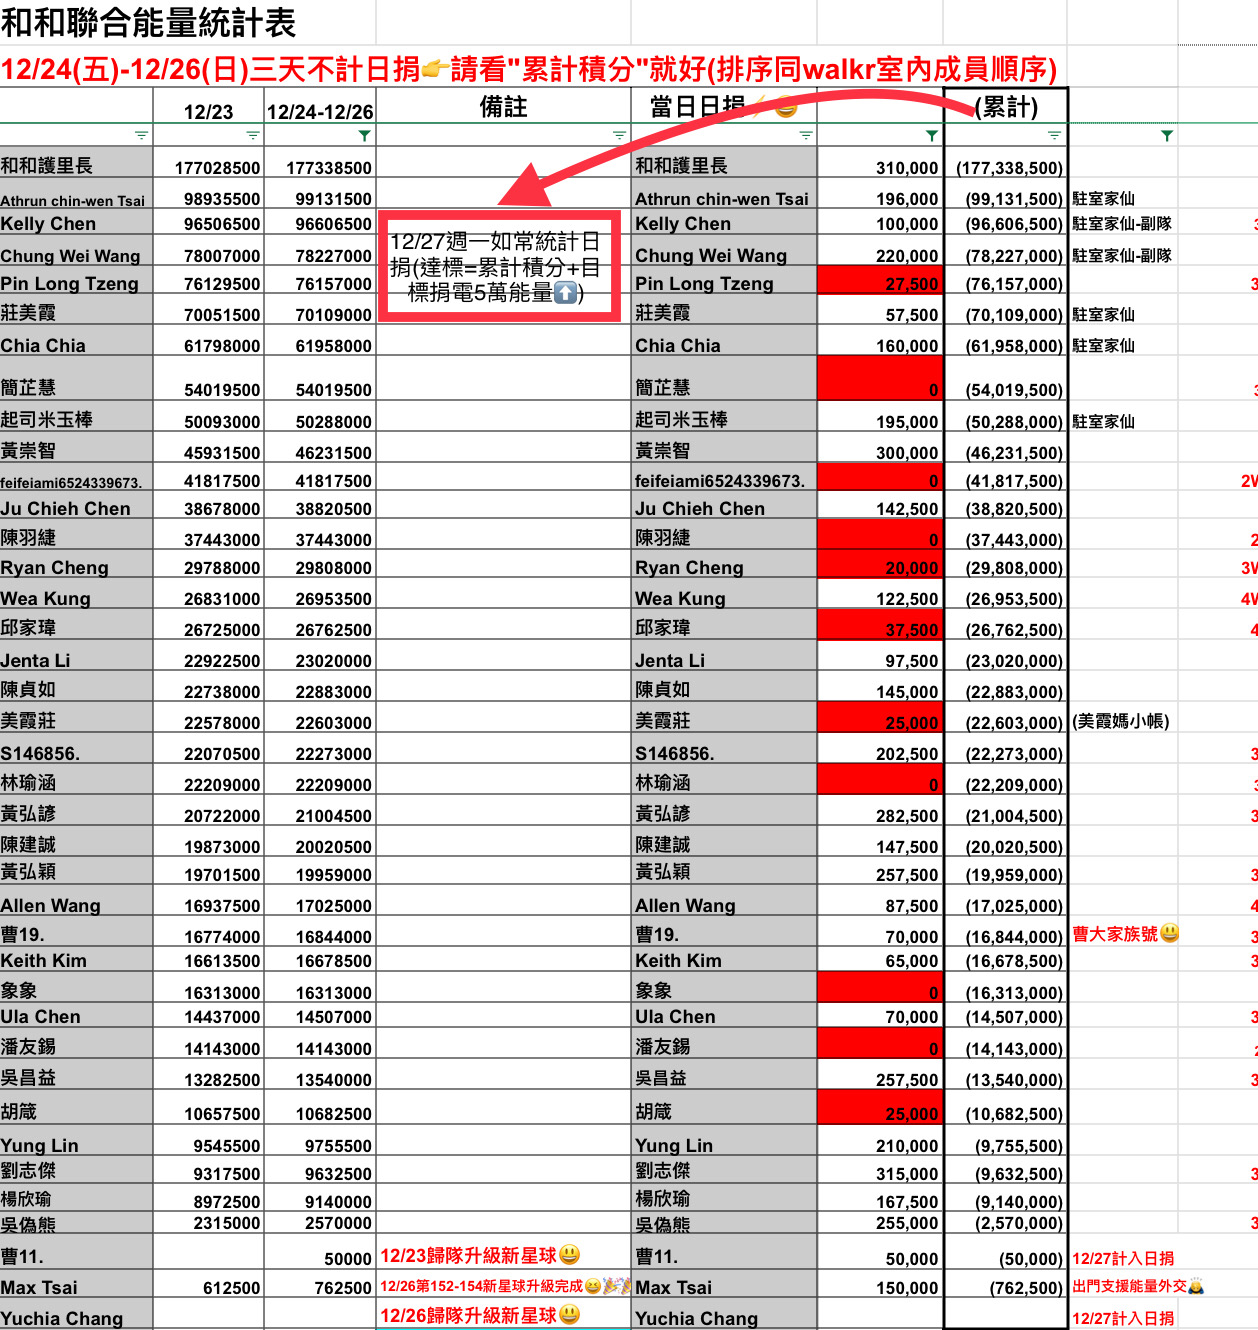 和和聯合能量統計表
12/24(五)-12/26(日)三天不計日捐👉請看"累計積分"就好(排序同walkr室內成員順序)
12/23 12/24-12/26 備註 當日日捐⚡😄 (累計)
和和護里長 177028500 177338500 和和護里長 310,000 (177,338,500)
Athrun chin-wen Tsai 98935500 99131500 Athrun chin-wen Tsai 196,000 (99,131,500) 駐室家仙
Kelly Chen 96506500 96606500 Kelly Chen 100,000 (96,606,500) 駐室家仙-副隊
12/27週一如常統計日
捐(達標=累計積分+目
標捐電5萬能量⬆️)
Chung Wei Wang 78007000 78227000 Chung Wei Wang 220,000 (78,227,000) 駐室家仙-副隊
Pin Long Tzeng 76129500 76157000 Pin Long Tzeng 27,500 (76,157,000) 3
莊美霞 70051500 70109000 莊美霞 57,500 (70,109,000) 駐室家仙
Chia Chia 61798000 61958000 Chia Chia 160,000 (61,958,000) 駐室家仙
簡芷慧 54019500 54019500 簡芷慧 0 (54,019,500)
起司米玉棒 50093000 50288000 起司米玉棒 195,000 (50,288,000) 駐室家仙
黃崇智 45931500 46231500 黃崇智 300,000 (46,231,500)
feifeiami6524339673. 41817500 41817500 feifeiami6524339673. 0 (41,817,500) 2W
Ju Chieh Chen 38678000 38820500 Ju Chieh Chen 142,500 (38,820,500)
陳羽緁 37443000 37443000 陳羽緁 0 (37,443,000) 2
Ryan Cheng 29788000 29808000 Ryan Cheng 20,000 (29,808,000) 3W
Wea Kung 26831000 26953500 Wea Kung 122,500 (26,953,500) 4W
邱家瑋 26725000 26762500 邱家瑋 37,500 (26,762,500) 4
Jenta Li 22922500 23020000 Jenta Li 97,500 (23,020,000)
陳貞如 22738000 22883000 陳貞如 145,000 (22,883,000)
美霞莊 22578000 22603000 美霞莊 25,000 (22,603,000) (美霞媽小帳)
S146856. 22070500 22273000 S146856. 202,500 (22,273,000) 3
林瑜涵 22209000 22209000 林瑜涵 0 (22,209,000)
黃弘諺 20722000 21004500 黃弘諺 282,500 (21,004,500) 3
陳建誠 19873000 20020500 陳建誠 147,500 (20,020,500)
黃弘穎 19701500 19959000 黃弘穎 257,500 (19,959,000) 3
Allen Wang 16937500 17025000 Allen Wang 87,500 (17,025,000) 4
曹19. 16774000 16844000 曹19. 70,000 (16,844,000) 曹大家族號😃 3
Keith Kim 16613500 16678500 Keith Kim 65,000 (16,678,500) 3
象象 16313000 16313000 象象 0 (16,313,000)
Ula Chen 14437000 14507000 Ula Chen 70,000 (14,507,000) 3
潘友錫 14143000 14143000 潘友錫 0 (14,143,000)
吳昌益 13282500 13540000 吳昌益 257,500 (13,540,000) 3
胡箴 10657500 10682500 胡箴 25,000 (10,682,500)
Yung Lin 9545500 9755500 Yung Lin 210,000 (9,755,500)
劉志傑 9317500 9632500 劉志傑 315,000 (9,632,500) 3
楊欣瑜 8972500 9140000 楊欣瑜 167,500 (9,140,000)
吳偽熊 2315000 2570000 吳偽熊 255,000 (2,570,000) 3
曹11. 50000 12/23歸隊升級新星球😃 曹11. 50,000 (50,000) 12/27計入日捐
Max Tsai 612500 762500 12/26第152-154新星球升級完成😆🎉🎉 Max Tsai 150,000 (762,500) 出門支援能量外交🙇
Yuchia Chang 12/26歸隊升級新星球😃 Yuchia Chang 12/27計入日捐